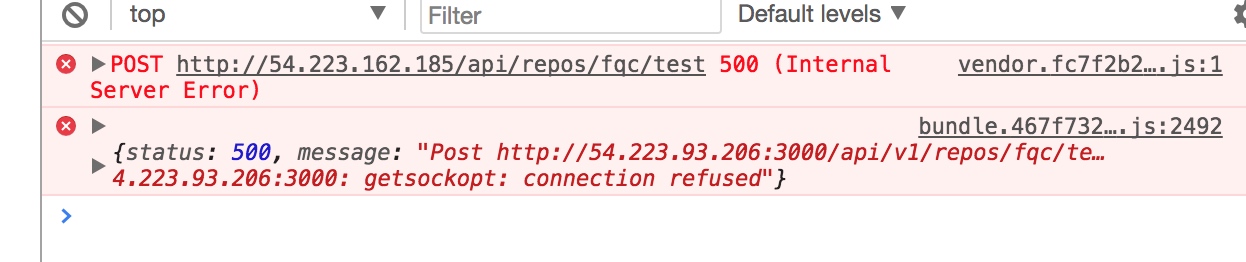 top ▼ Filter Default levels ▼
▶POST http://54.223.162.185/api/repos/fqc/test 500 (Internal vendor.fc7f2b2….js:1
Server Error)
▶ bundle.467f732….js:2492
▶ {status: 500, message: "Post http://54.223.93.206:3000/api/v1/repos/fqc/te…
4.223.93.206:3000: getsockopt: connection refused"}
>